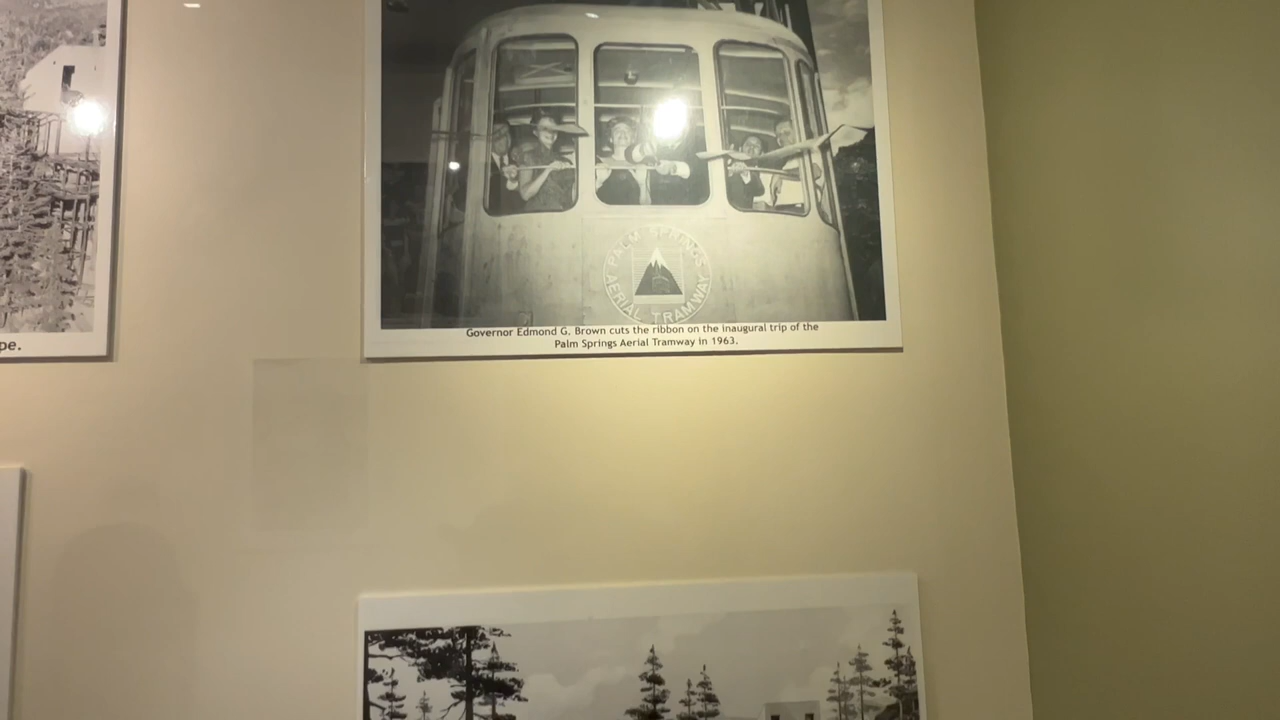 PALM SPRINGS
AERIAL TRAMWAY
Governor Edmond G. Brown cuts the ribbon on the inaugural trip of the
Palm Springs Aerial Tramway in 1963.
pe.